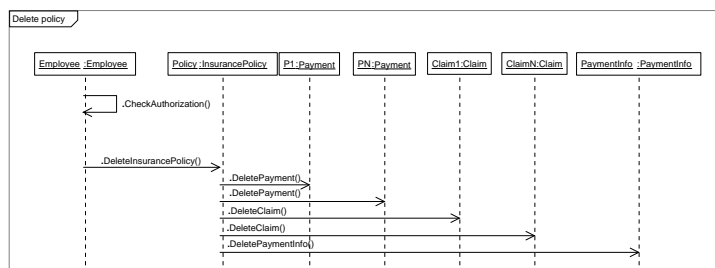 Delete policy
Employee :Employee
Policy :InsurancePolicy
P1:Payment
PN:Payment
Claim1:Claim
ClaimN:Claim
PaymentInfo :PaymentInfo
.CheckAuthorization()
.DeleteInsurancePolicy()
.DeletePayment()
.DeletePayment()
.DeleteClaim()
.DeleteClaim()
.DeletePaymentInfo()